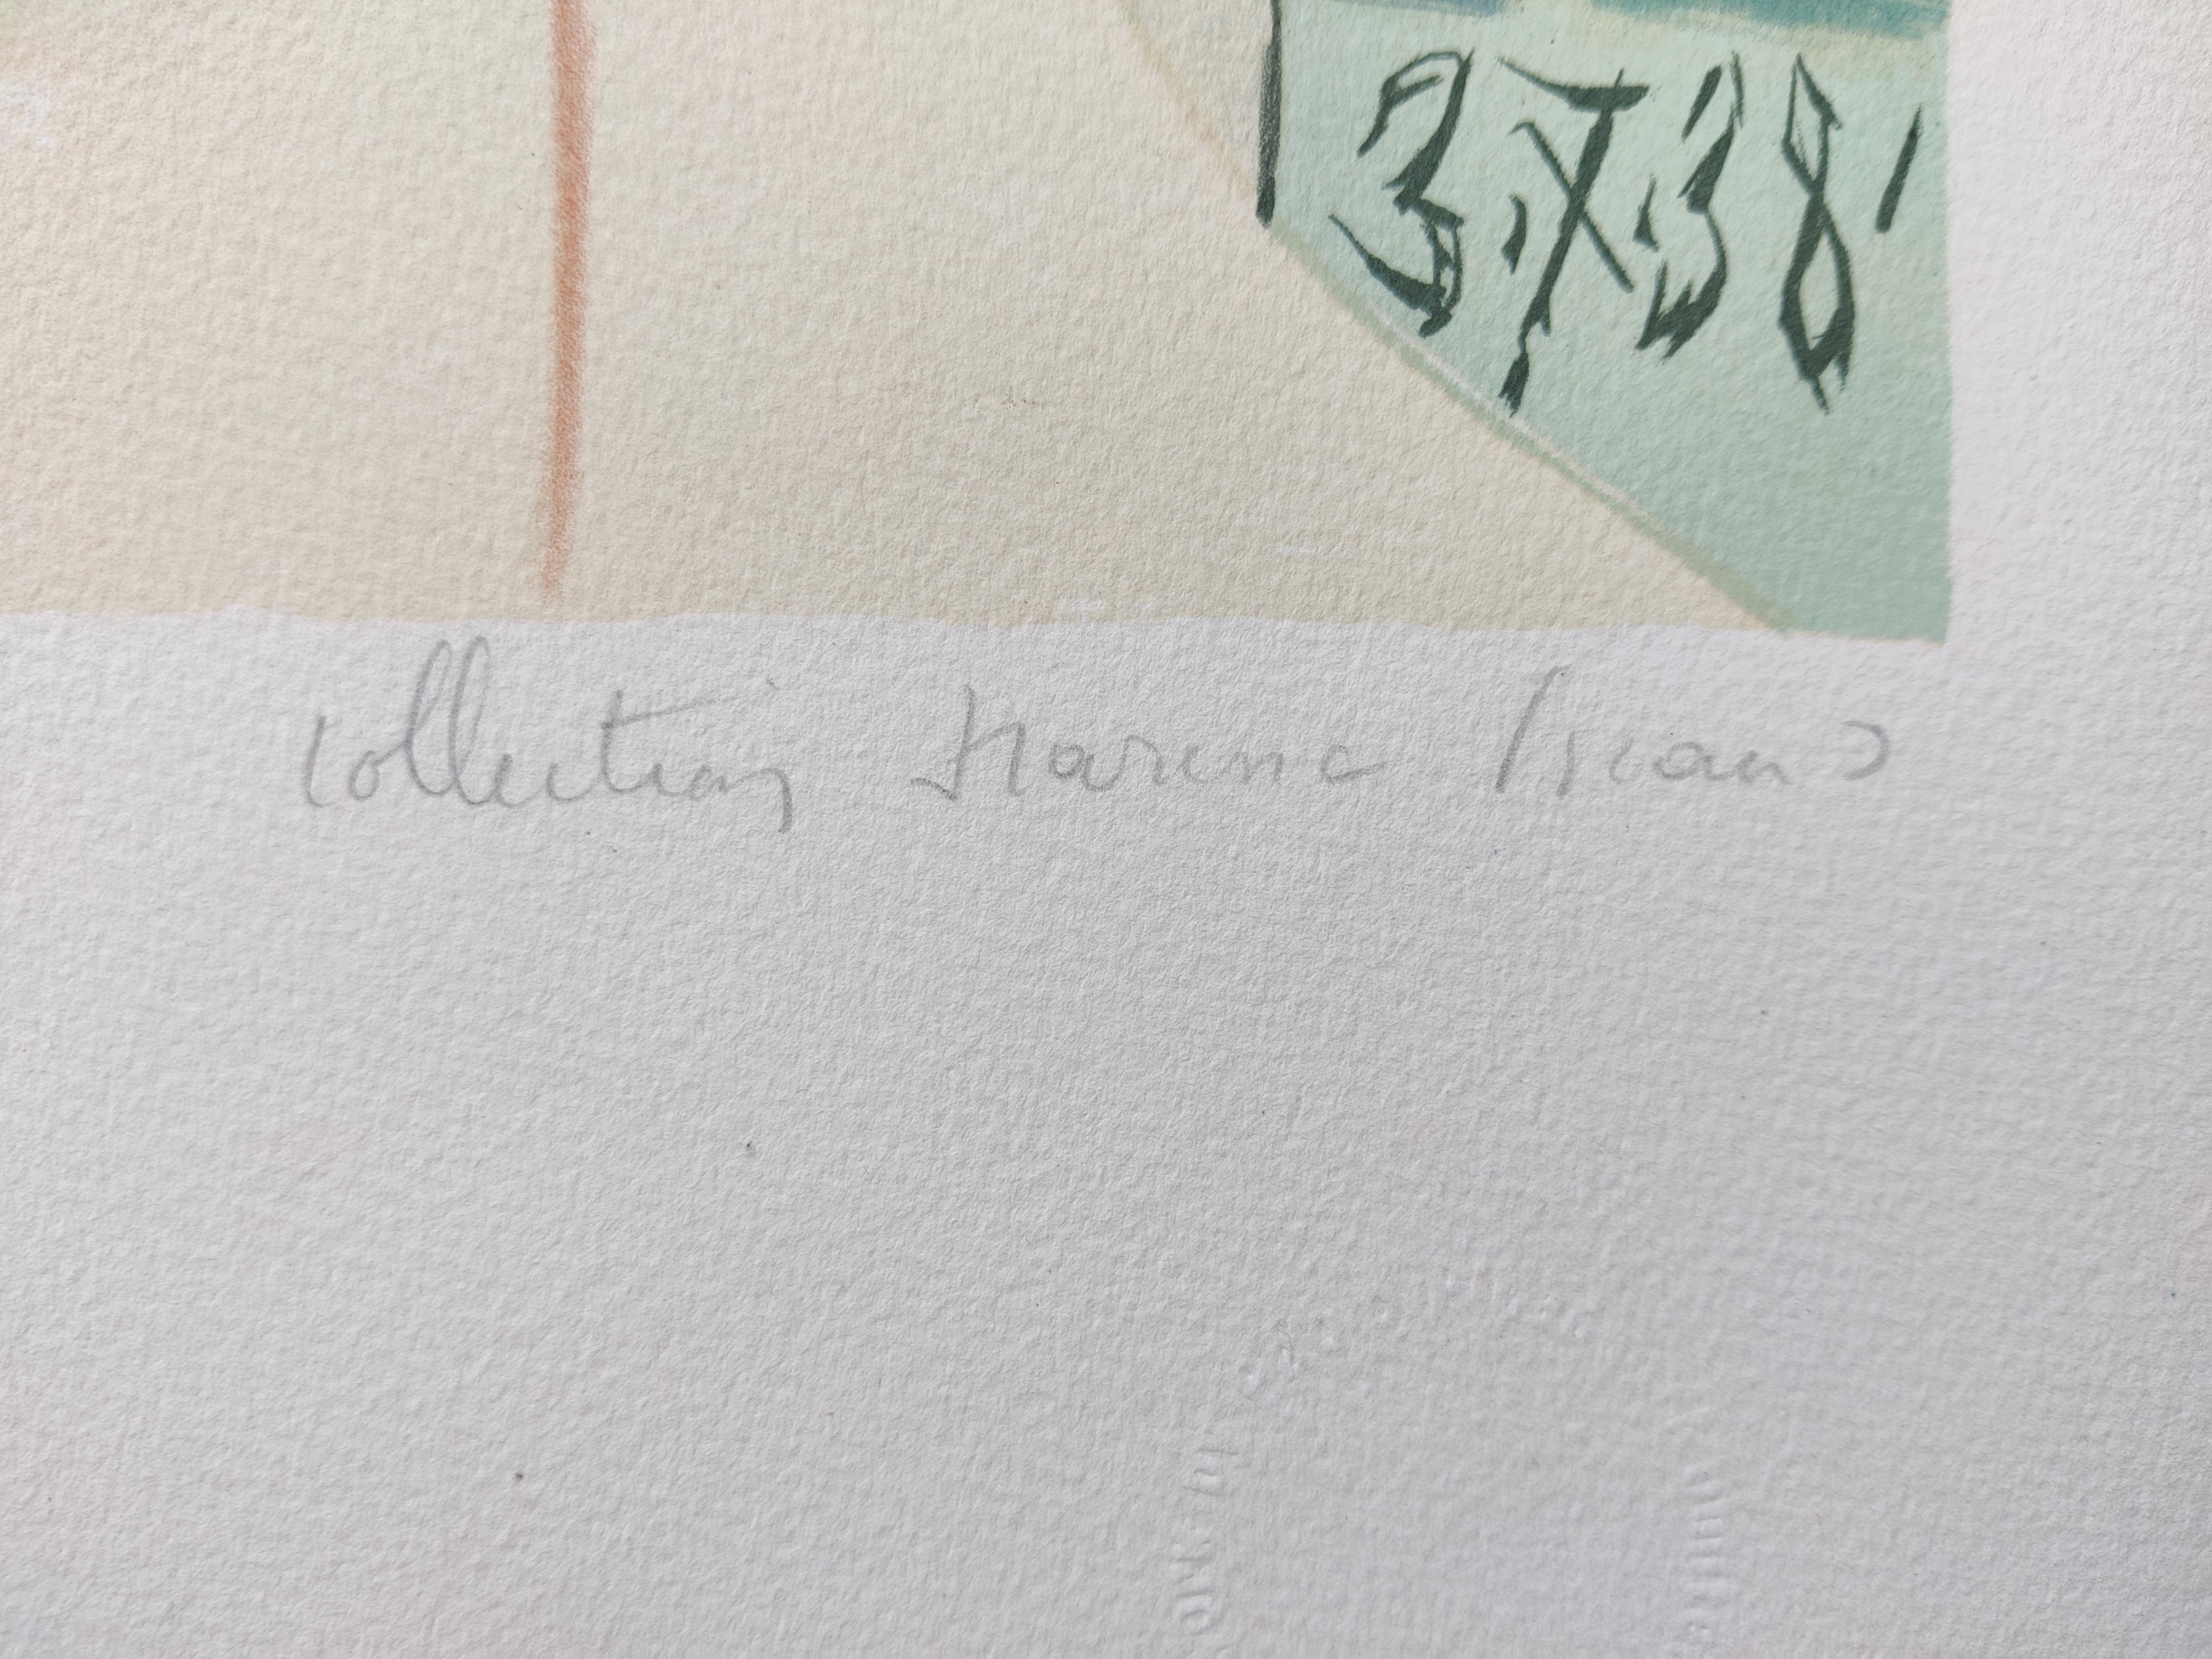 3.X.38.
Collection Marina Picasso